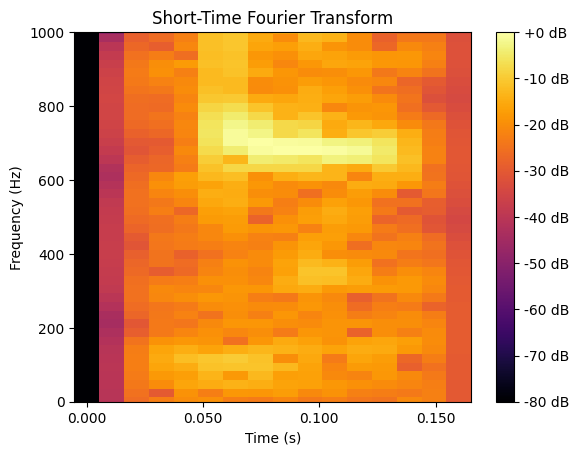 Short-Time Fourier Transform
1000
800
600
400
200
0
Frequency (Hz)
0.000
0.050
0.100
0.150
Time (s)
+0 dB
-10 dB
-20 dB
-30 dB
-40 dB
-50 dB
-60 dB
-70 dB
-80 dB